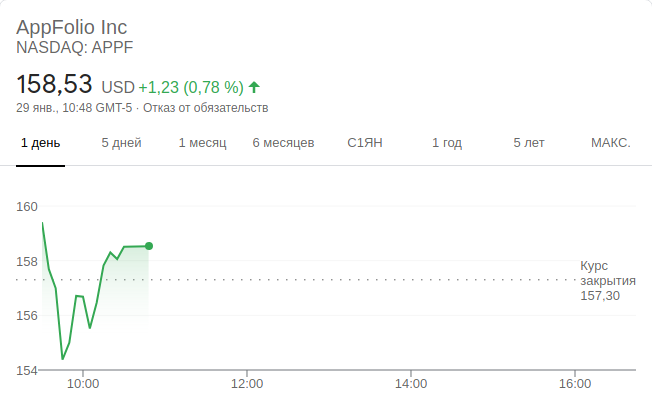 AppFolio Inc
NASDAQ: APPF
158,53 USD +1,23 (0,78 %)
29 янв., 10:48 GMT-5 · Отказ от обязательств
1 день 5 дней 1 месяц 6 месяцев С1ЯН 1 год 5 лет МАКС.
160
158
156
154
Курс
закрытия
157,30
10:00 12:00 14:00 16:00